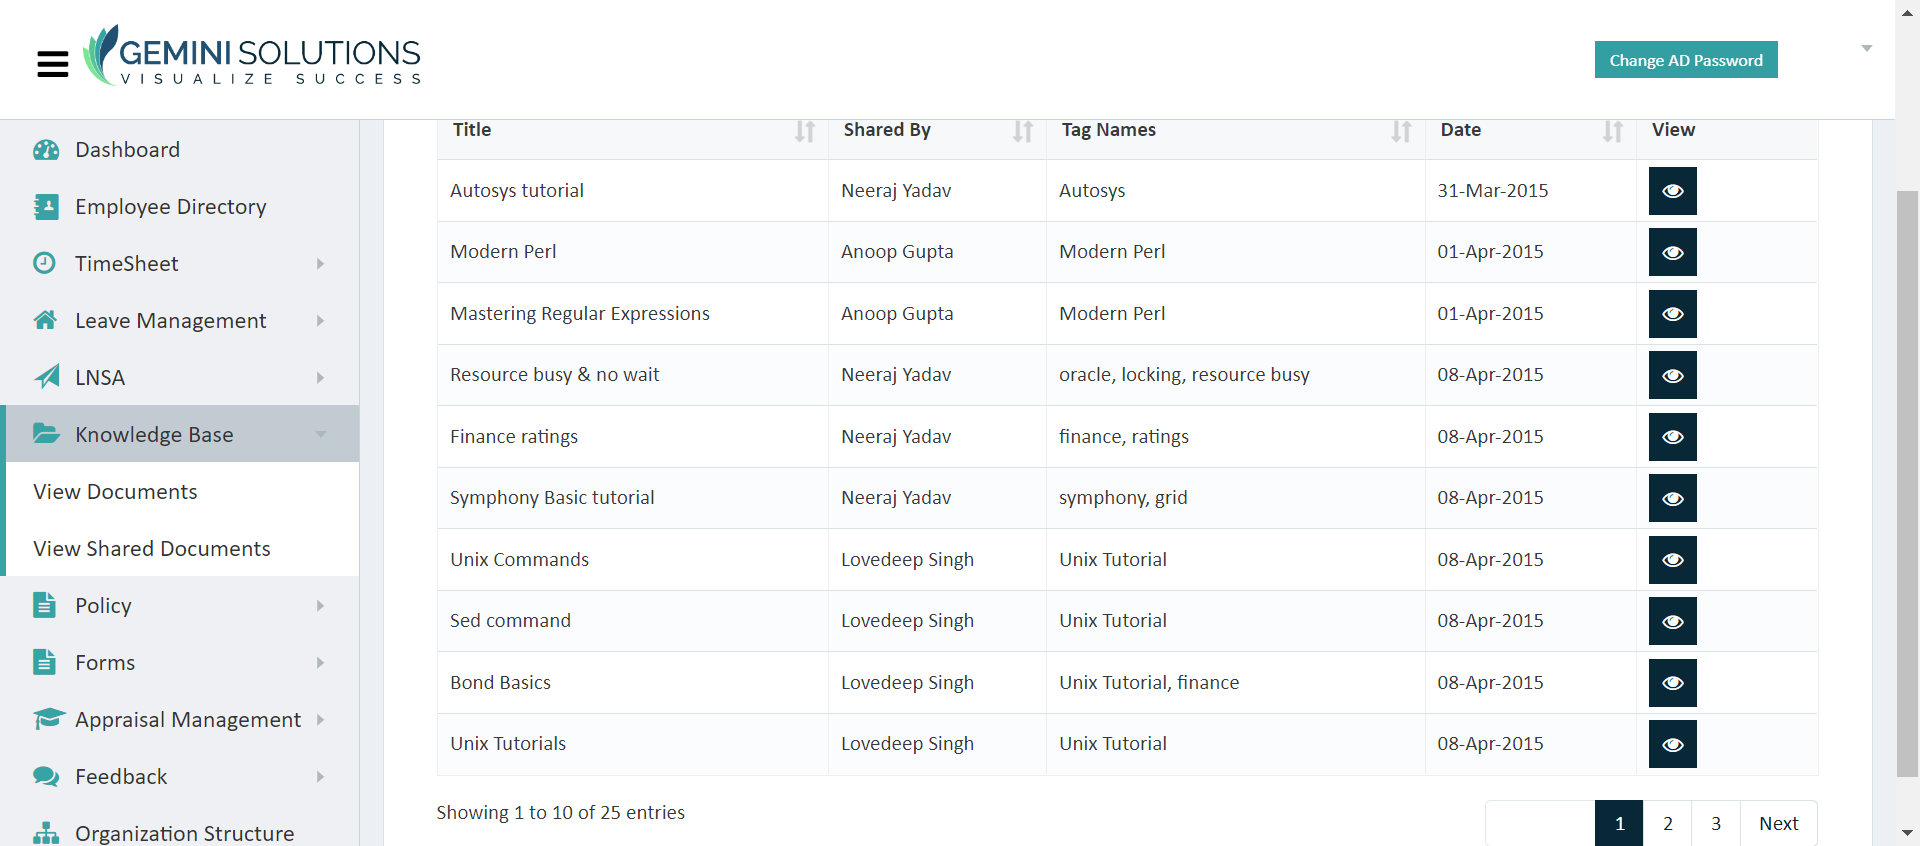 GEMINI SOLUTIONS
VISUALIZE SUCCESS
Change AD Password
Dashboard
Employee Directory
TimeSheet
Leave Management
LNSA
Knowledge Base
View Documents
View Shared Documents
Policy
Forms
Appraisal Management
Feedback
Organization Structure
Title Shared By Tag Names Date View
Autosys tutorial Neeraj Yadav Autosys 31-Mar-2015
Modern Perl Anoop Gupta Modern Perl 01-Apr-2015
Mastering Regular Expressions Anoop Gupta Modern Perl 01-Apr-2015
Resource busy & no wait Neeraj Yadav oracle, locking, resource busy 08-Apr-2015
Finance ratings Neeraj Yadav finance, ratings 08-Apr-2015
Symphony Basic tutorial Neeraj Yadav symphony, grid 08-Apr-2015
Unix Commands Lovedeep Singh Unix Tutorial 08-Apr-2015
Sed command Lovedeep Singh Unix Tutorial 08-Apr-2015
Bond Basics Lovedeep Singh Unix Tutorial, finance 08-Apr-2015
Unix Tutorials Lovedeep Singh Unix Tutorial 08-Apr-2015
Showing 1 to 10 of 25 entries
1 2 3 Next